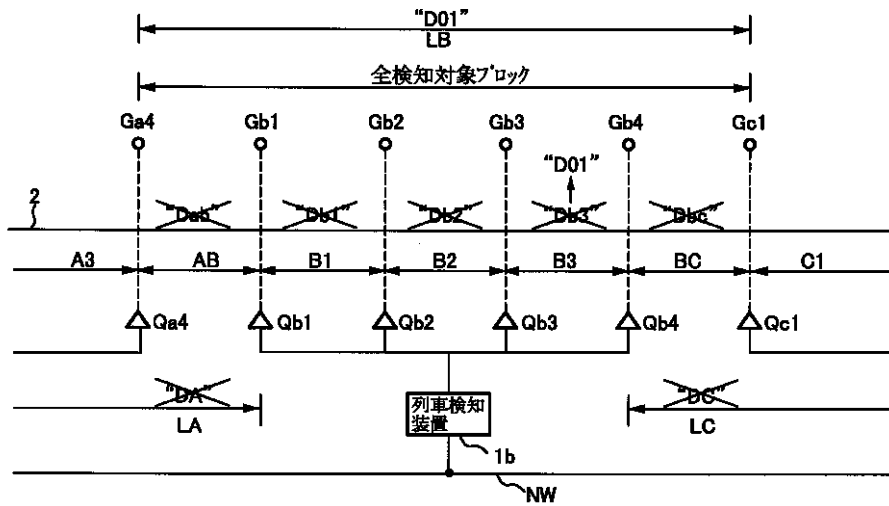 “D01”
LB
全検知対象ブロック
Ga4 Gb1 Gb2 Gb3 Gb4 Gc1
“D01”
2 “Dab” “Db1” “Db2” “Db3” “Dbc”
A3 AB B1 B2 B3 BC C1
Qa4 Qb1 Qb2 Qb3 Qb4 Qc1
“DA” “DC”
LA LC
列車検知
装置
1b
NW